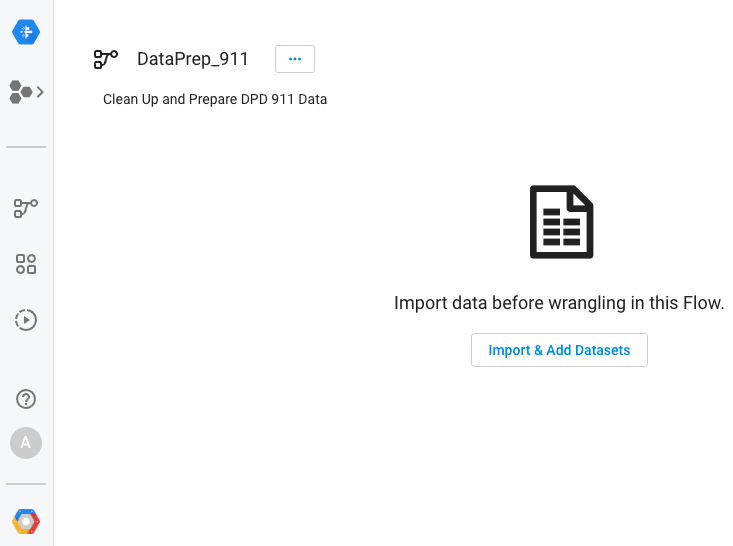 DataPrep_911
...
Clean Up and Prepare DPD 911 Data
Import data before wrangling in this Flow.
Import & Add Datasets
A